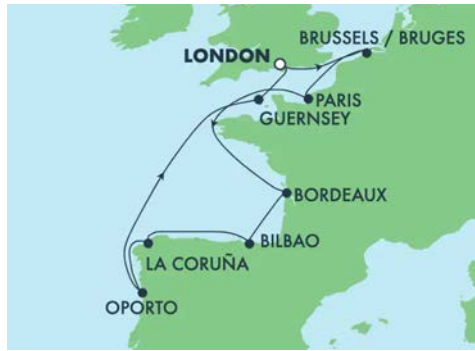 BRUSSELS / BRUGES
LONDON
PARIS
GUERNSEY
BORDEAUX
BILBAO
LA CORUÑA
OPORTO